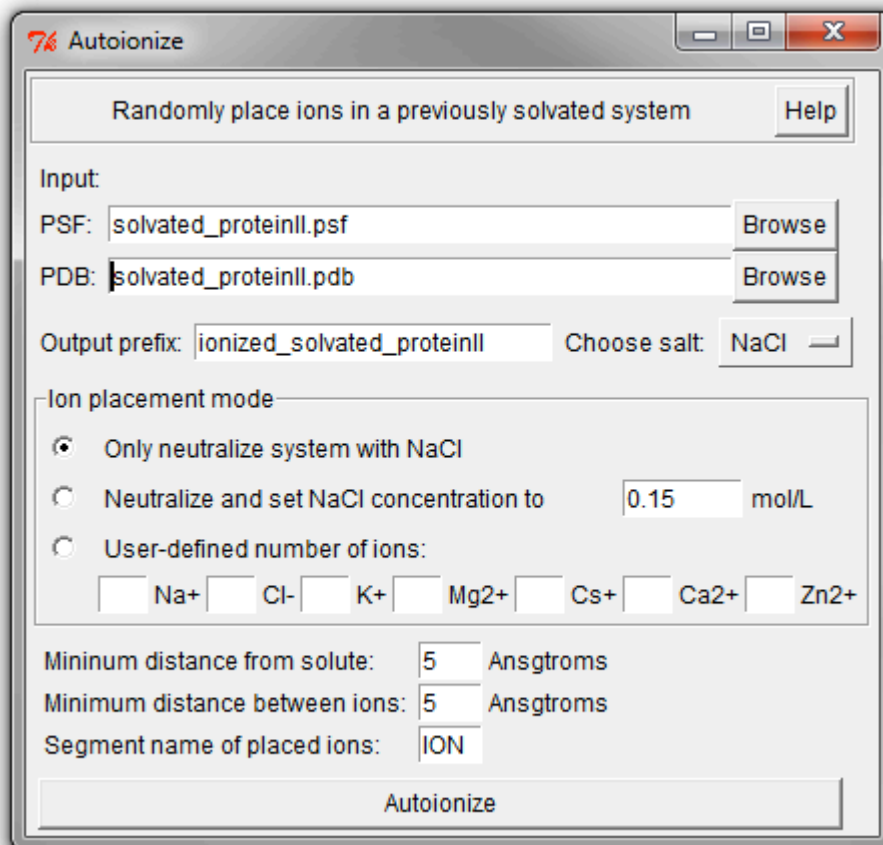 Autoionize
Randomly place ions in a previously solvated system Help
Input:
PSF: solvated_proteinII.psf Browse
PDB: solvated_proteinII.pdb Browse
Output prefix: ionized_solvated_proteinII Choose salt: NaCl
Ion placement mode
Only neutralize system with NaCl
Neutralize and set NaCl concentration to 0.15 mol/L
User-defined number of ions:
Na+ Cl- K+ Mg2+ Cs+ Ca2+ Zn2+
Mininum distance from solute: 5 Ansgtroms
Minimum distance between ions: 5 Ansgtroms
Segment name of placed ions: ION
Autoionize